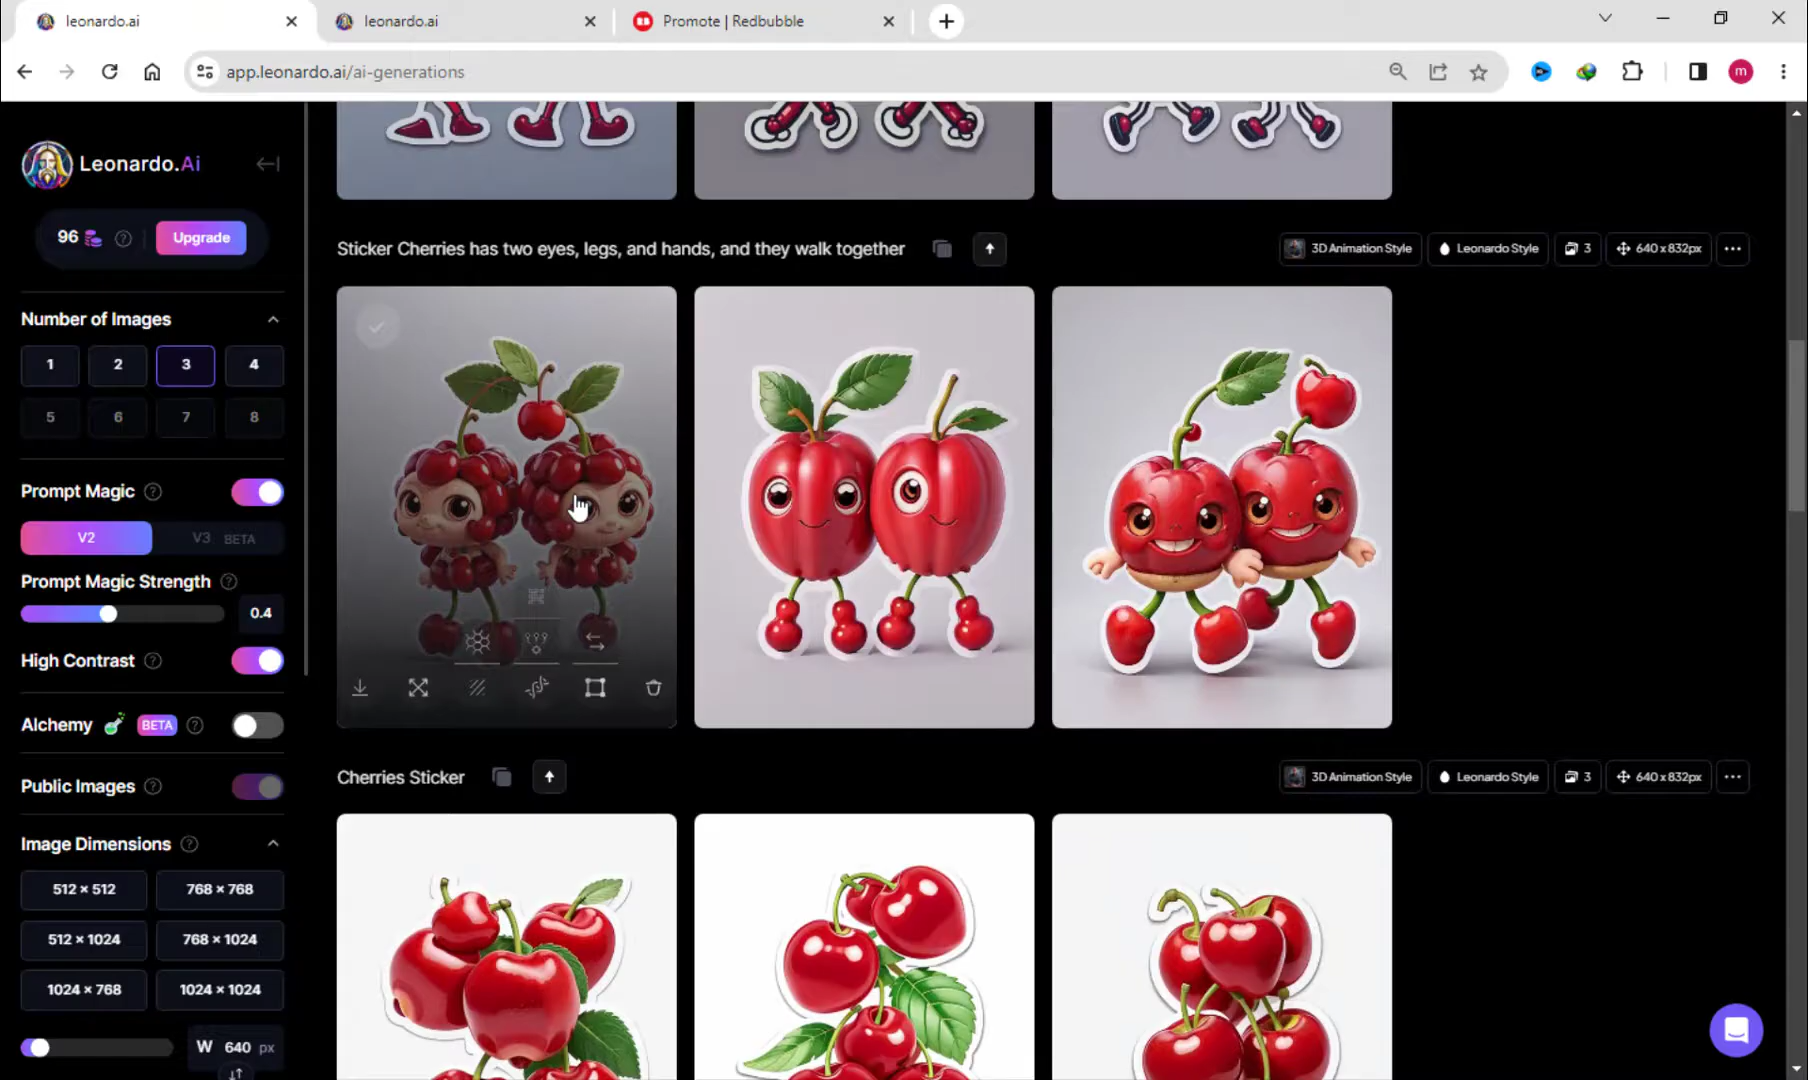 leonardo.ai
leonardo.ai
Promote | Redbubble
app.leonardo.ai/ai-generations
m
Leonardo.Ai
96
Upgrade
Sticker Cherries has two eyes, legs, and hands, and they walk together
3D Animation Style
Leonardo Style
3
640 x 832px
Number of Images
1 2 3 4
5 6 7 8
Prompt Magic
V2
V3 BETA
Prompt Magic Strength
0.4
High Contrast
Alchemy
BETA
Public Images
Image Dimensions
512 × 512
768 × 768
512 × 1024
768 × 1024
1024 × 768
1024 × 1024
W 640 px
Cherries Sticker
3D Animation Style
Leonardo Style
3
640 x 832px